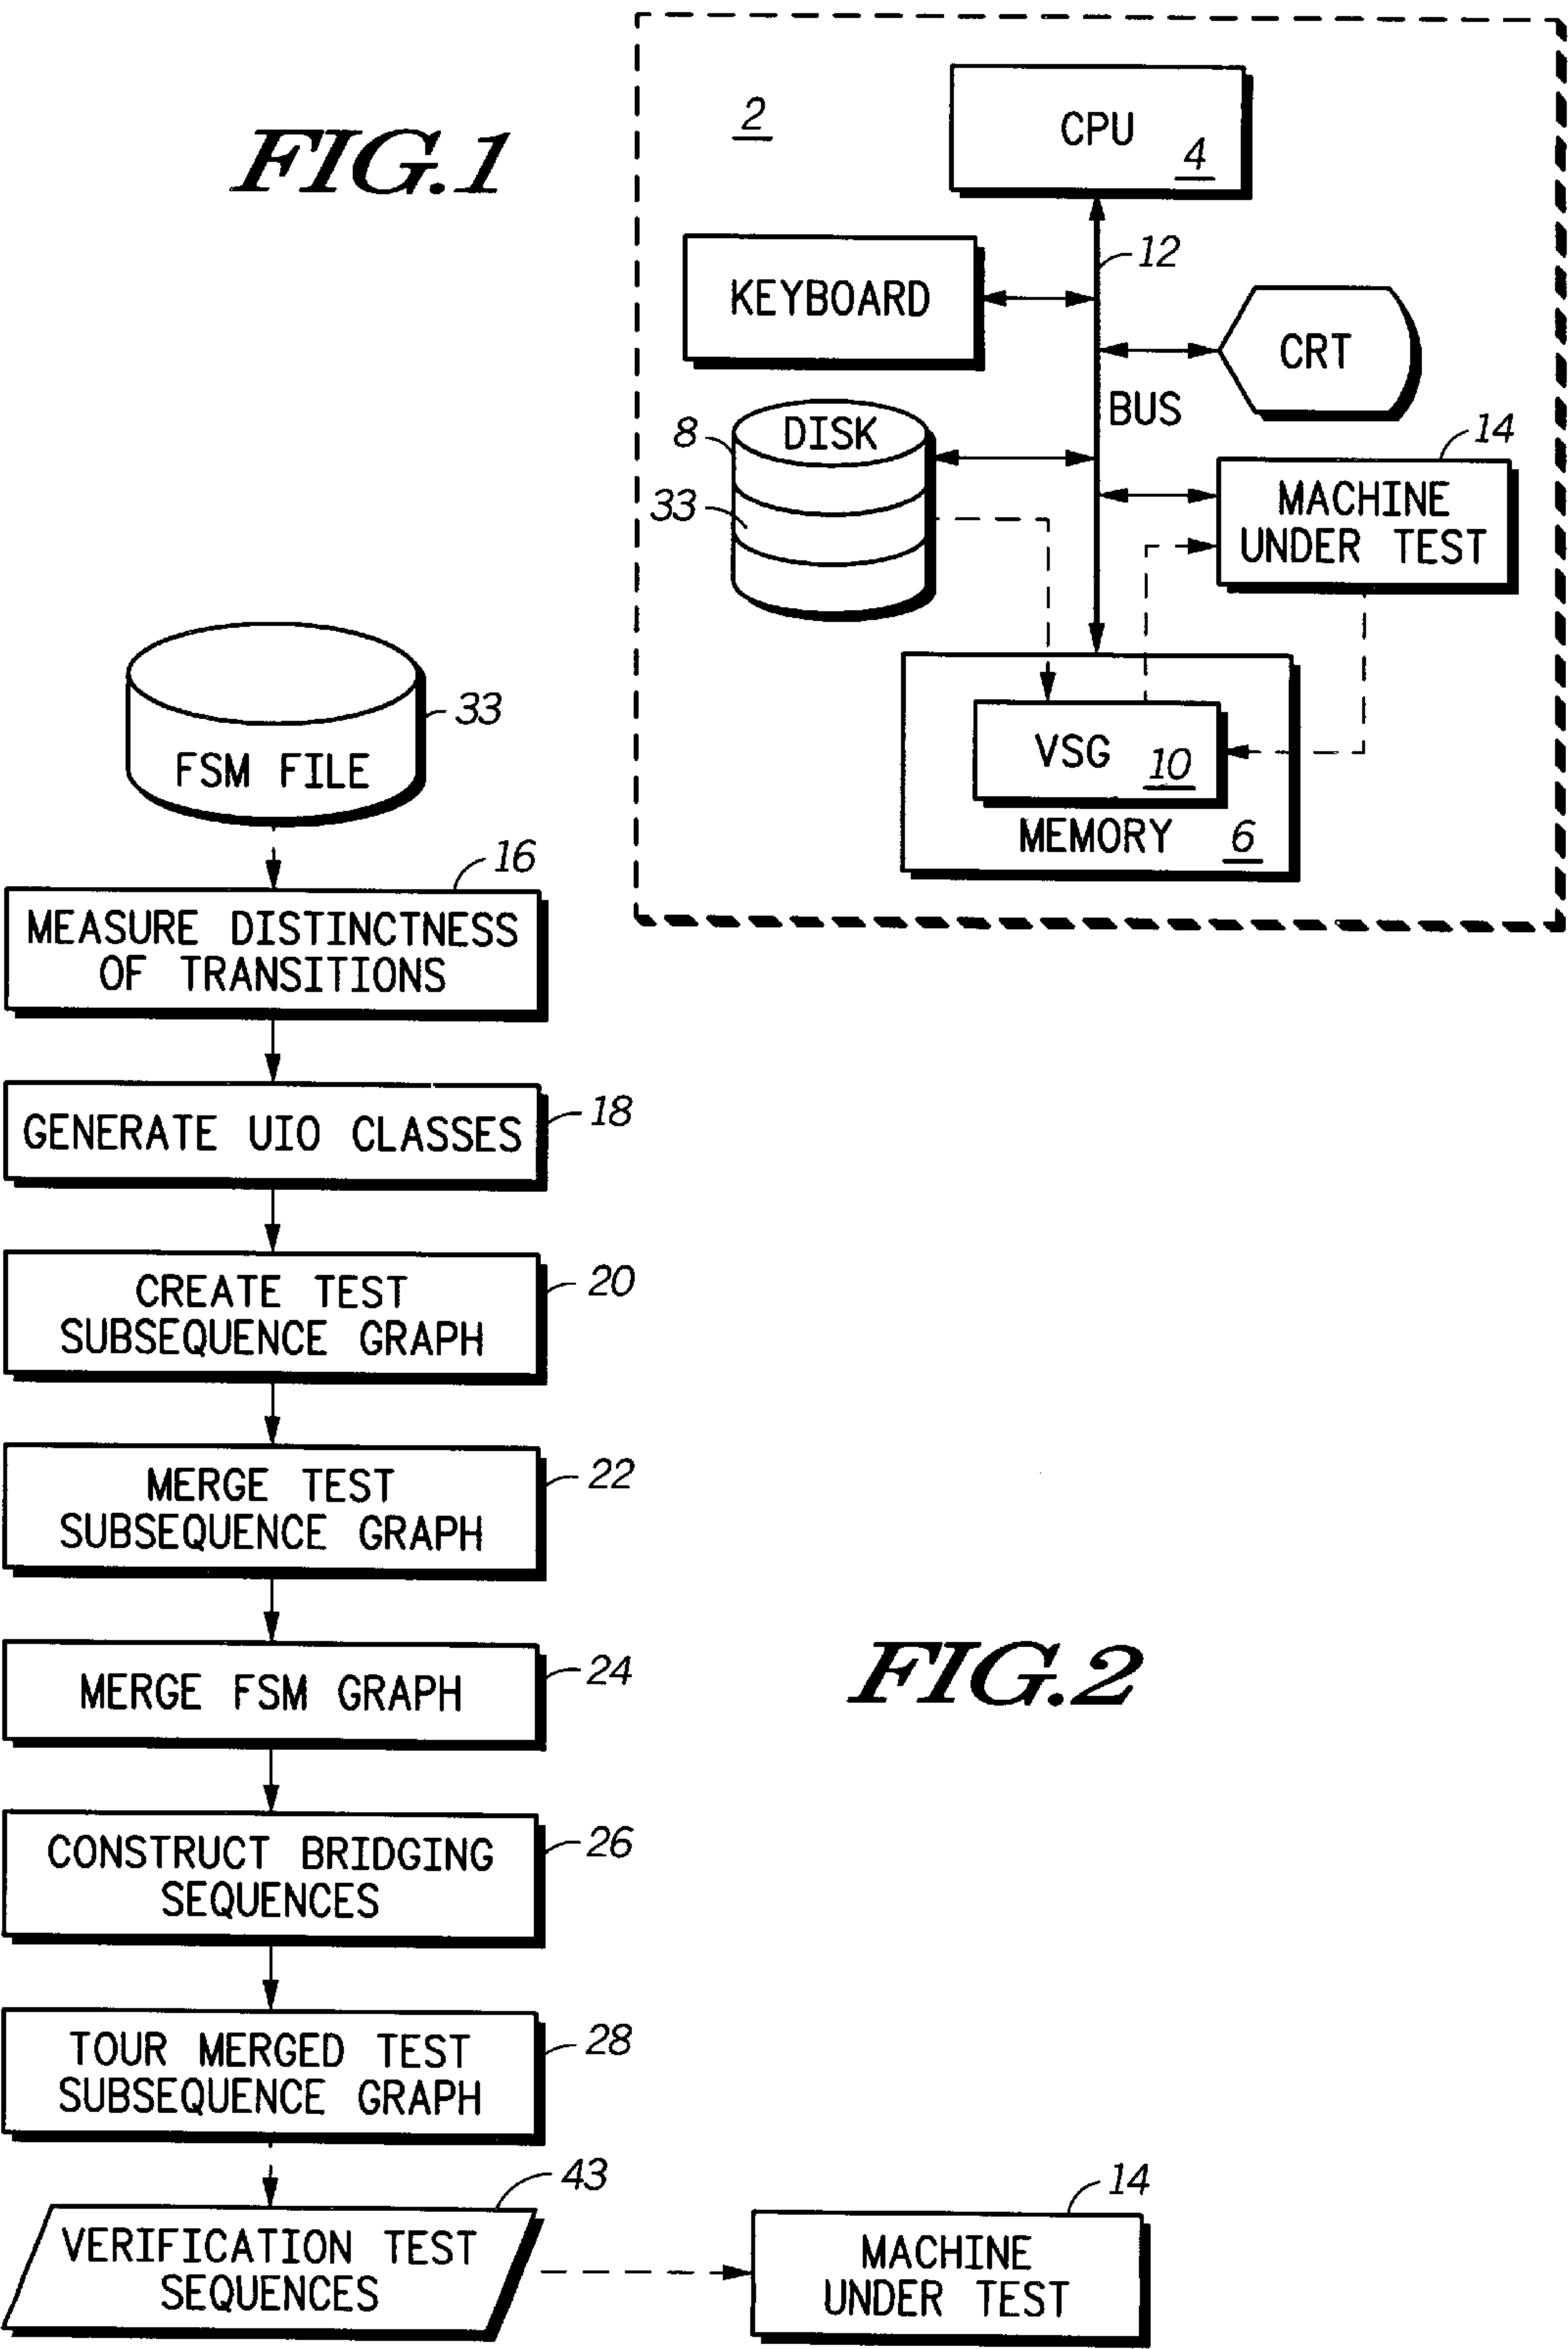 FIG.1
2
CPU
4
12
KEYBOARD
CRT
BUS
8
DISK
33
14
MACHINE
UNDER TEST
VSG
10
MEMORY
6
FSM FILE
33
16
MEASURE DISTINCTNESS
OF TRANSITIONS
GENERATE UIO CLASSES
18
CREATE TEST
SUBSEQUENCE GRAPH
20
MERGE TEST
SUBSEQUENCE GRAPH
22
MERGE FSM GRAPH
24
FIG.2
CONSTRUCT BRIDGING
SEQUENCES
26
TOUR MERGED TEST
SUBSEQUENCE GRAPH
28
43
VERIFICATION TEST
SEQUENCES
14
MACHINE
UNDER TEST